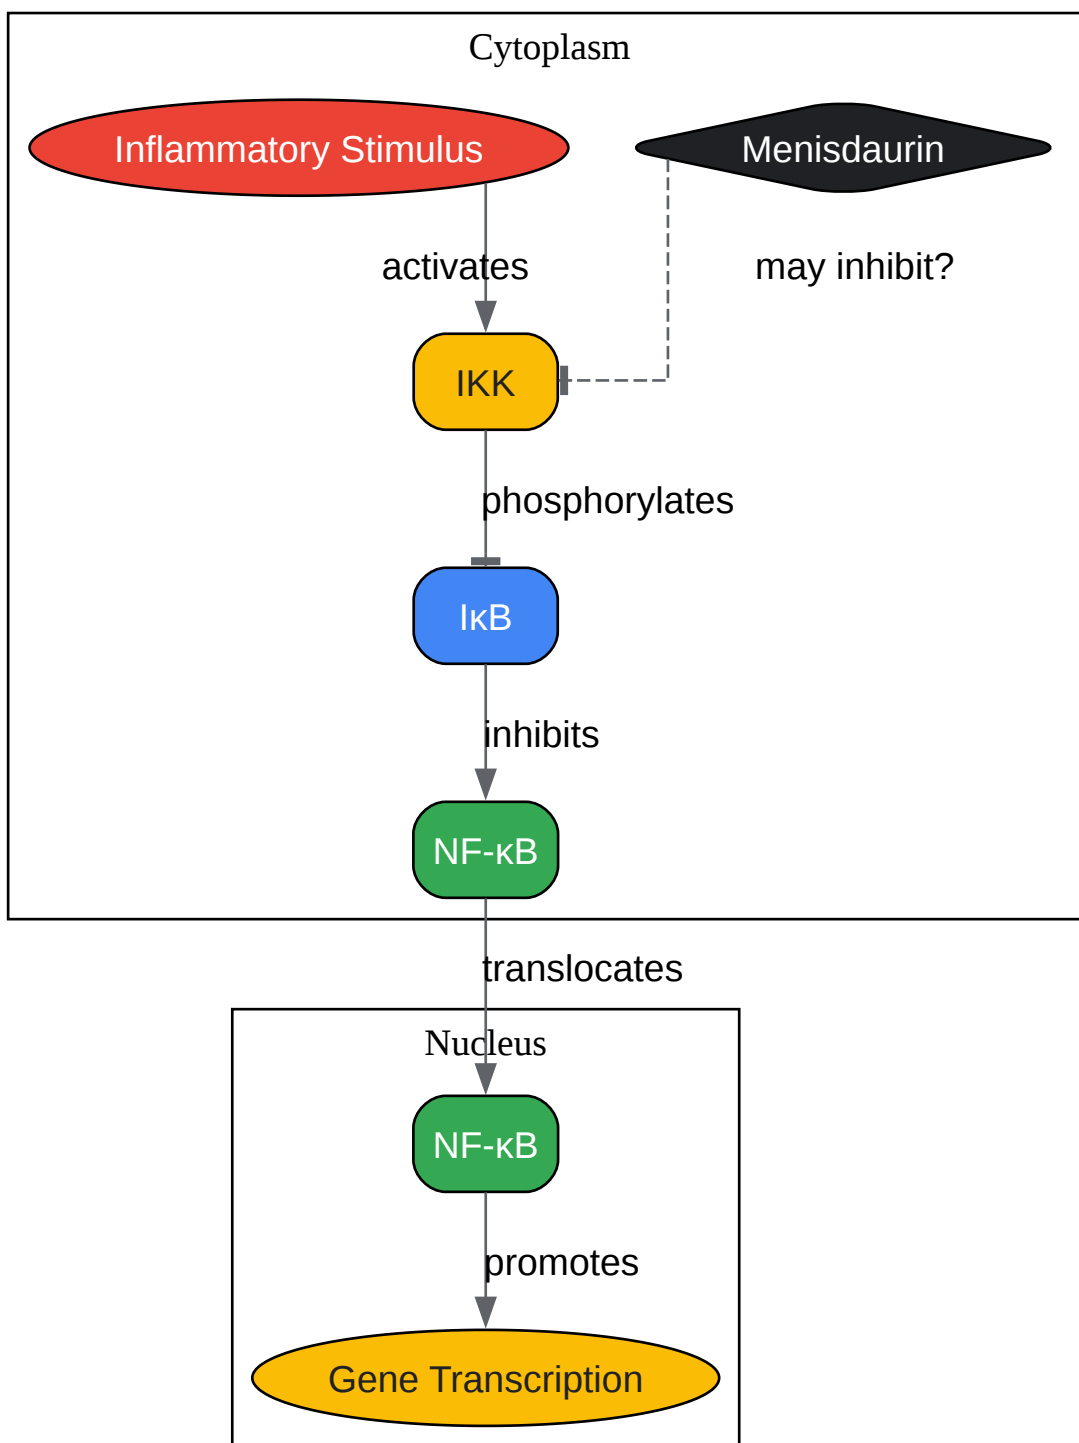 Cytoplasm
Inflammatory Stimulus
Menisdaurin
activates
may inhibit?
IKK
phosphorylates
IκB
inhibits
NF-κB
translocates
Nucleus
NF-κB
promotes
Gene Transcription